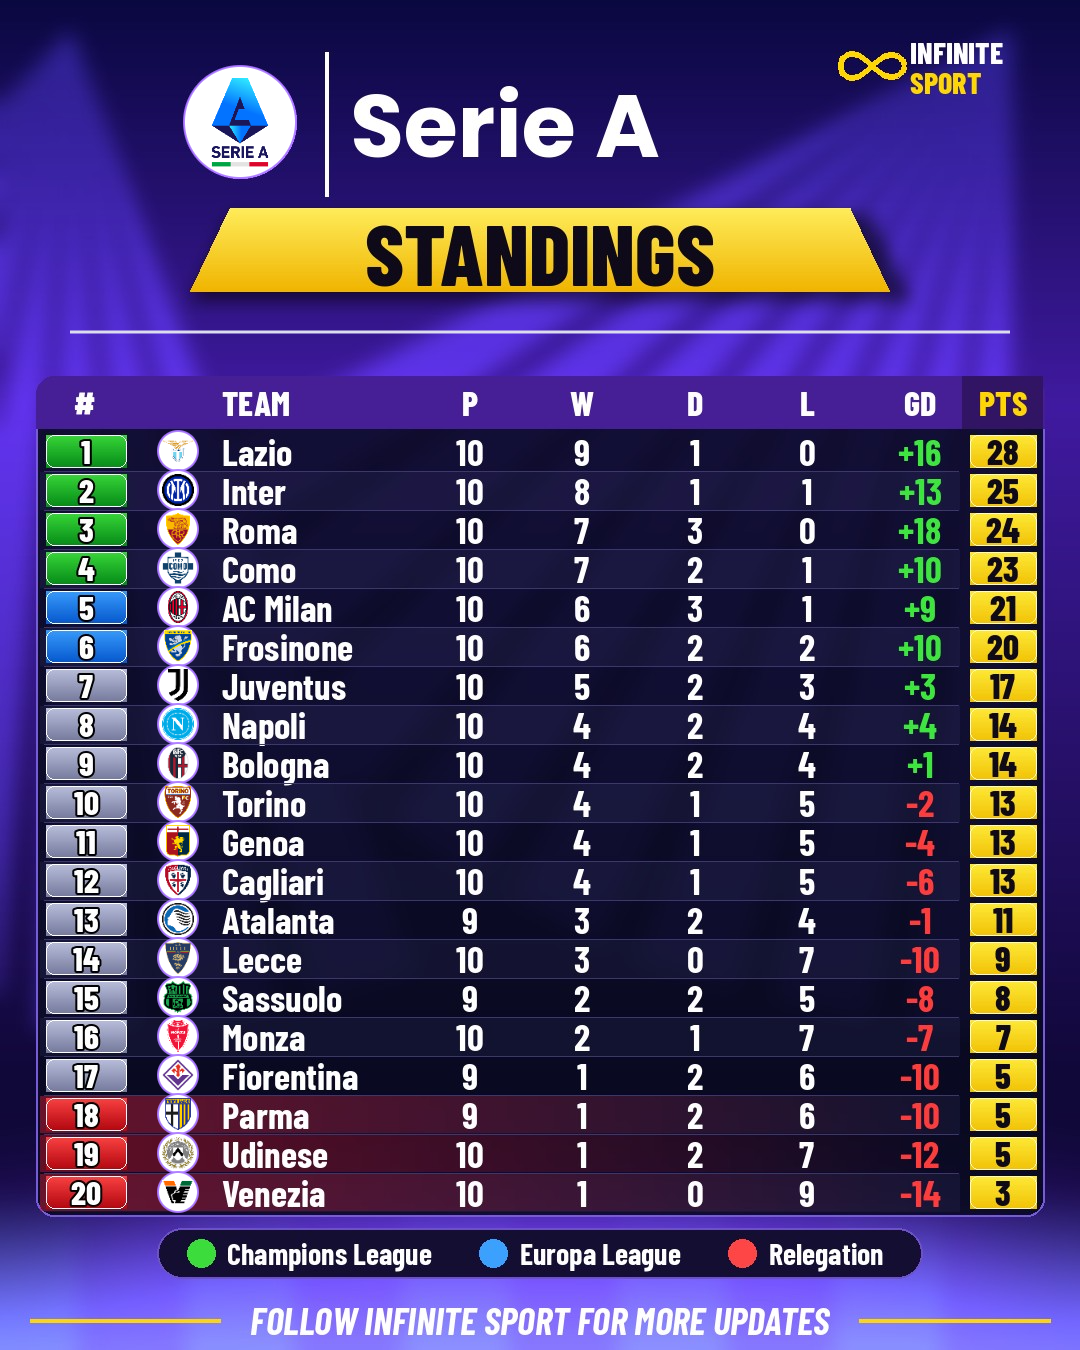 INFINITE
SPORT
SERIE A
Serie A
STANDINGS
# TEAM P W D L GD PTS
1 Lazio 10 9 1 0 +16 28
2 Inter 10 8 1 1 +13 25
3 Roma 10 7 3 0 +18 24
4 Como 10 7 2 1 +10 23
5 AC Milan 10 6 3 1 +9 21
6 Frosinone 10 6 2 2 +10 20
7 Juventus 10 5 2 3 +3 17
8 Napoli 10 4 2 4 +4 14
9 Bologna 10 4 2 4 +1 14
10 Torino 10 4 1 5 -2 13
11 Genoa 10 4 1 5 -4 13
12 Cagliari 10 4 1 5 -6 13
13 Atalanta 9 3 2 4 -1 11
14 Lecce 10 3 0 7 -10 9
15 Sassuolo 9 2 2 5 -8 8
16 Monza 10 2 1 7 -7 7
17 Fiorentina 9 1 2 6 -10 5
18 Parma 9 1 2 6 -10 5
19 Udinese 10 1 2 7 -12 5
20 Venezia 10 1 0 9 -14 3
Champions League Europa League Relegation
FOLLOW INFINITE SPORT FOR MORE UPDATES